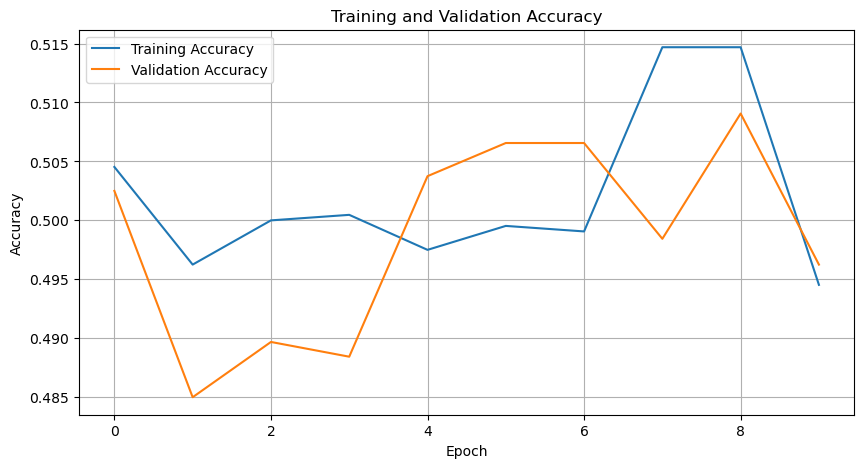 Training and Validation Accuracy
Training Accuracy
Validation Accuracy
0.515
0.510
0.505
0.500
0.495
0.490
0.485
Accuracy
0 2 4 6 8
Epoch